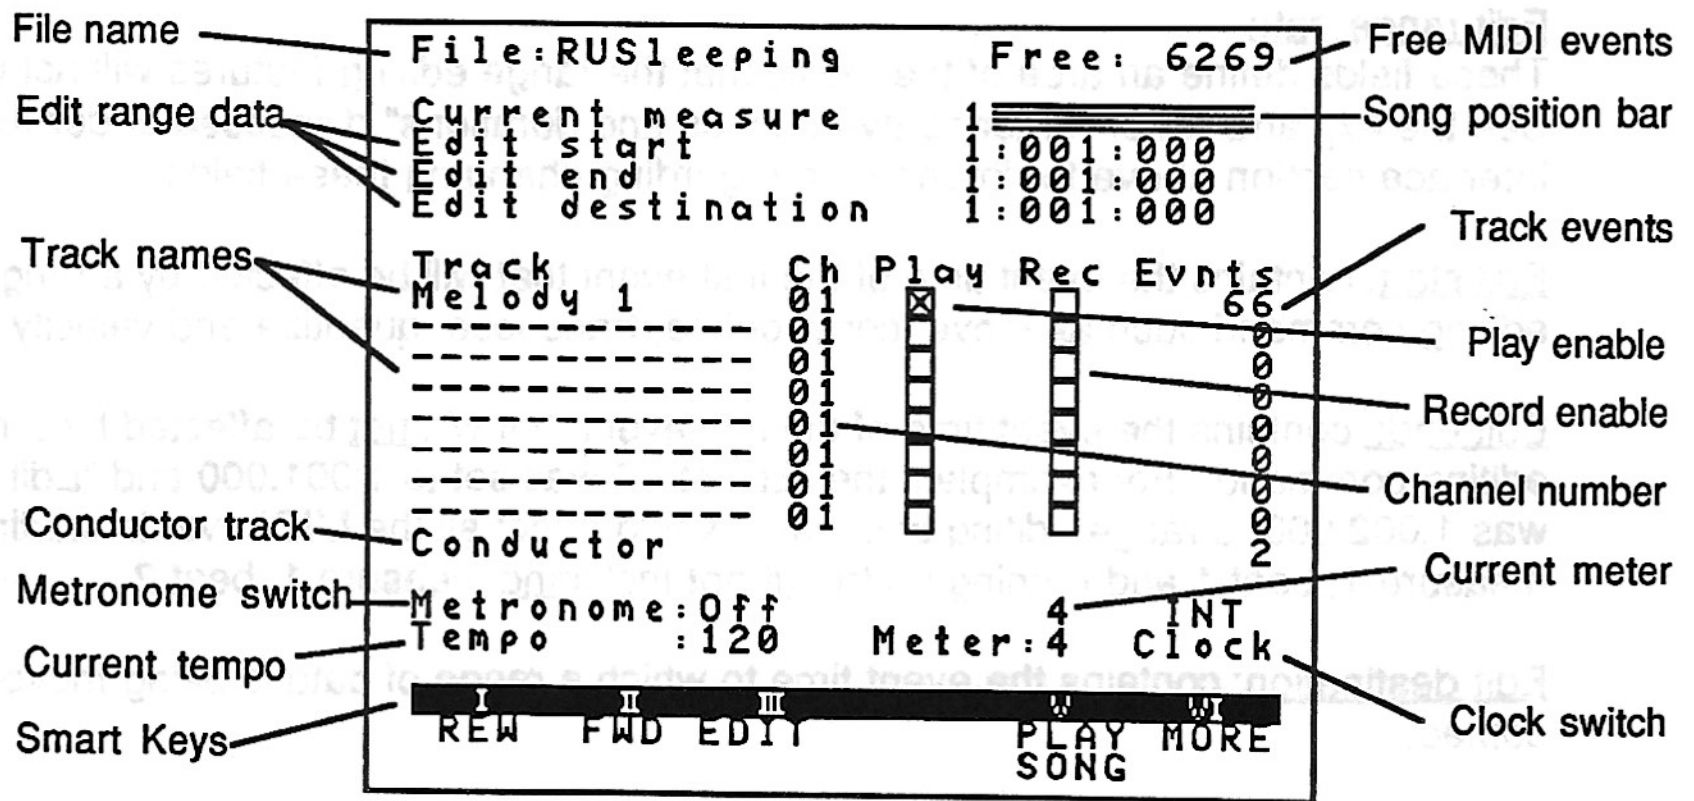 File name
File:RUSleeping
Free: 6269
Free MIDI events
Edit range data
Current measure 1
Song position bar
Edit start 1:001:000
Edit end 1:001:000
Edit destination 1:001:000
Track names
Track events
Track Ch Play Rec Evnts
Melody 1 01 66
------------- 01 0
Play enable
------------- 01 0
------------- 01 0
Record enable
------------- 01 0
------------- 01 0
Channel number
------------- 01 0
------------- 01 0
Conductor track
Conductor 2
Current meter
Metronome switch
Metronome:Off 4 INT
Current tempo
Tempo :120 Meter:4 Clock
Clock switch
Smart Keys
I II III V VI
REW FWD EDIT PLAY SONG MORE